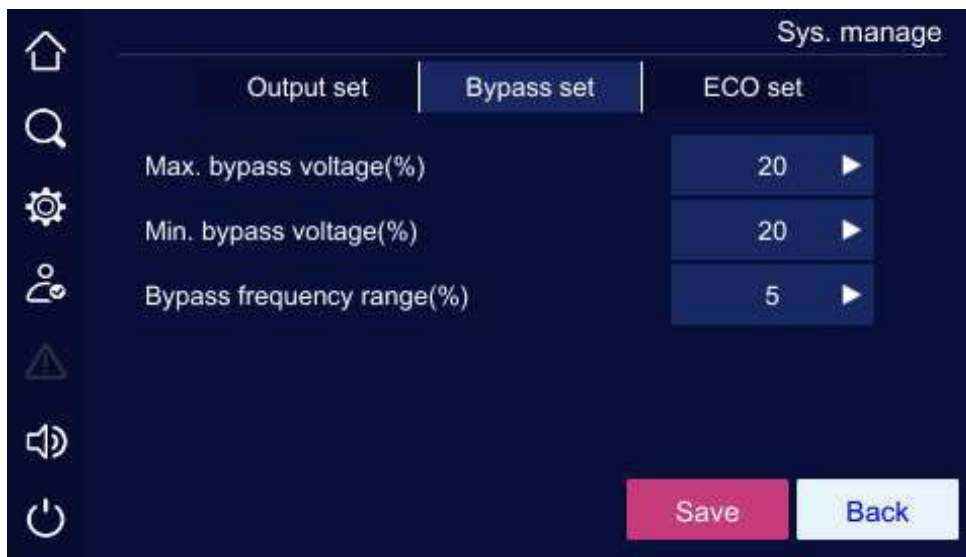 Sys. manage
Output set Bypass set ECO set
Max. bypass voltage(%) 20
Min. bypass voltage(%) 20
Bypass frequency range(%) 5
Save Back